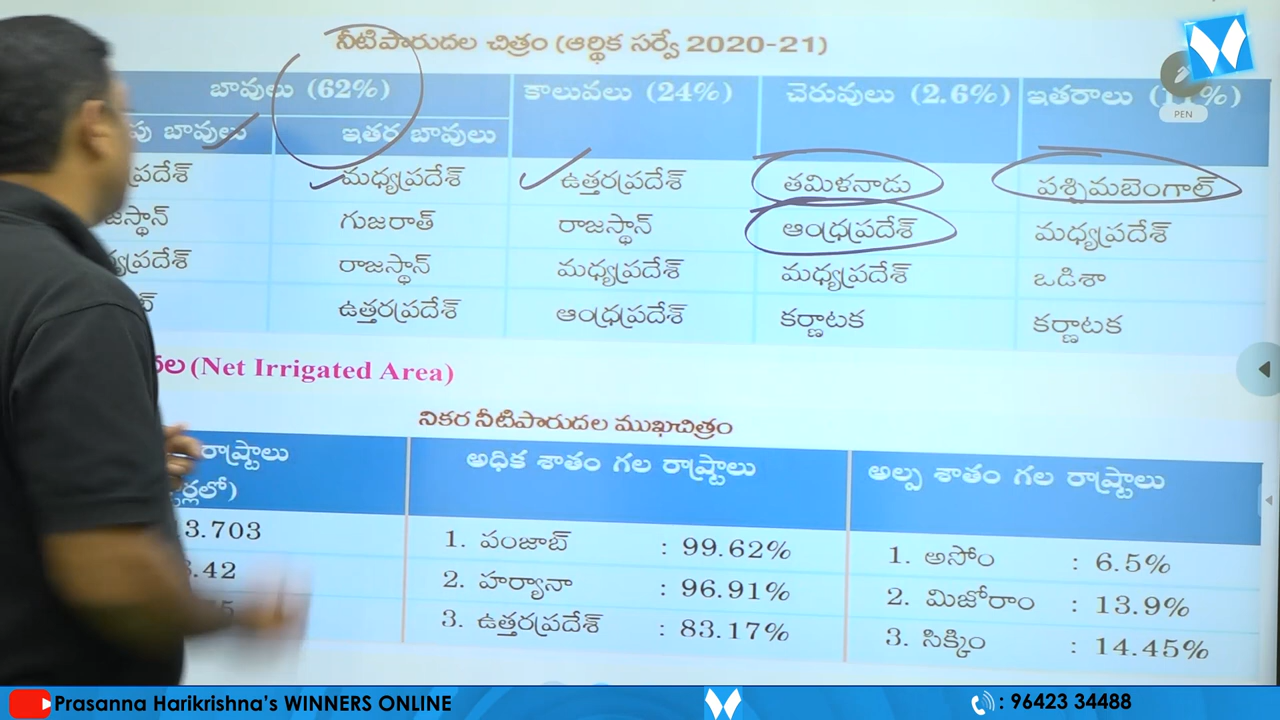 నీటిపారుదల చిత్రం (ఆర్థిక సర్వే 2020-21)
బావులు (62%) కాలువలు (24%) చెరువులు (2.6%) ఇతరాలు (11%)
బావులు ఇతర బావులు
మధ్యప్రదేశ్ ఉత్తరప్రదేశ్ తమిళనాడు పశ్చిమబెంగాల్
గుజరాత్ రాజస్థాన్ ఆంధ్రప్రదేశ్ మధ్యప్రదేశ్
రాజస్థాన్ మధ్యప్రదేశ్ మధ్యప్రదేశ్ ఒడిశా
ఉత్తరప్రదేశ్ ఆంధ్రప్రదేశ్ కర్ణాటక కర్ణాటక
(Net Irrigated Area)
నికర నీటిపారుదల ముఖచిత్రం
రాష్ట్రాలు అధిక శాతం గల రాష్ట్రాలు అల్ప శాతం గల రాష్ట్రాలు
3.703 1. పంజాబ్ : 99.62% 1. అసోం : 6.5%
.42 2. హర్యానా : 96.91% 2. మిజోరాం : 13.9%
3. ఉత్తరప్రదేశ్ : 83.17% 3. సిక్కిం : 14.45%
PEN
Prasanna Harikrishna's WINNERS ONLINE : 96423 34488